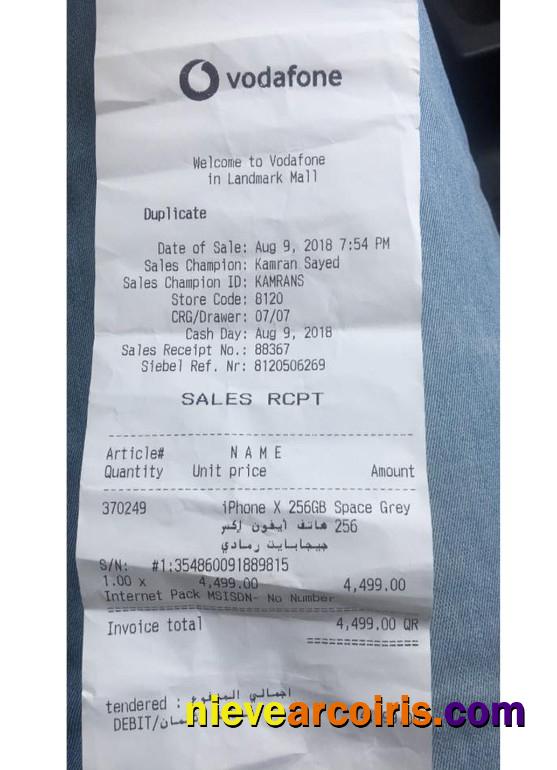 vodafone
Welcome to Vodafone
in Landmark Mall
Duplicate
Date of Sale: Aug 9, 2018 7:54 PM
Sales Champion: Kamran Sayed
Sales Champion ID: KAMRANS
Store Code: 8120
CRG/Drawer: 07/07
Cash Day: Aug 9, 2018
Sales Receipt No.: 88367
Siebel Ref. Nr: 8120506269
SALES RCPT
Article# NAME
Quantity Unit price Amount
370249 iPhone X 256GB Space Grey
256 هاتف آيفون إكس
جيجابايت رمادي
S/N: #1:354860091889815
1.00 x 4,499.00 4,499.00
Internet Pack MSISDN- No Number
Invoice total 4,499.00 QR
tendered : اجمالي المدفوع
DEBIT/
nievearcoiris.com